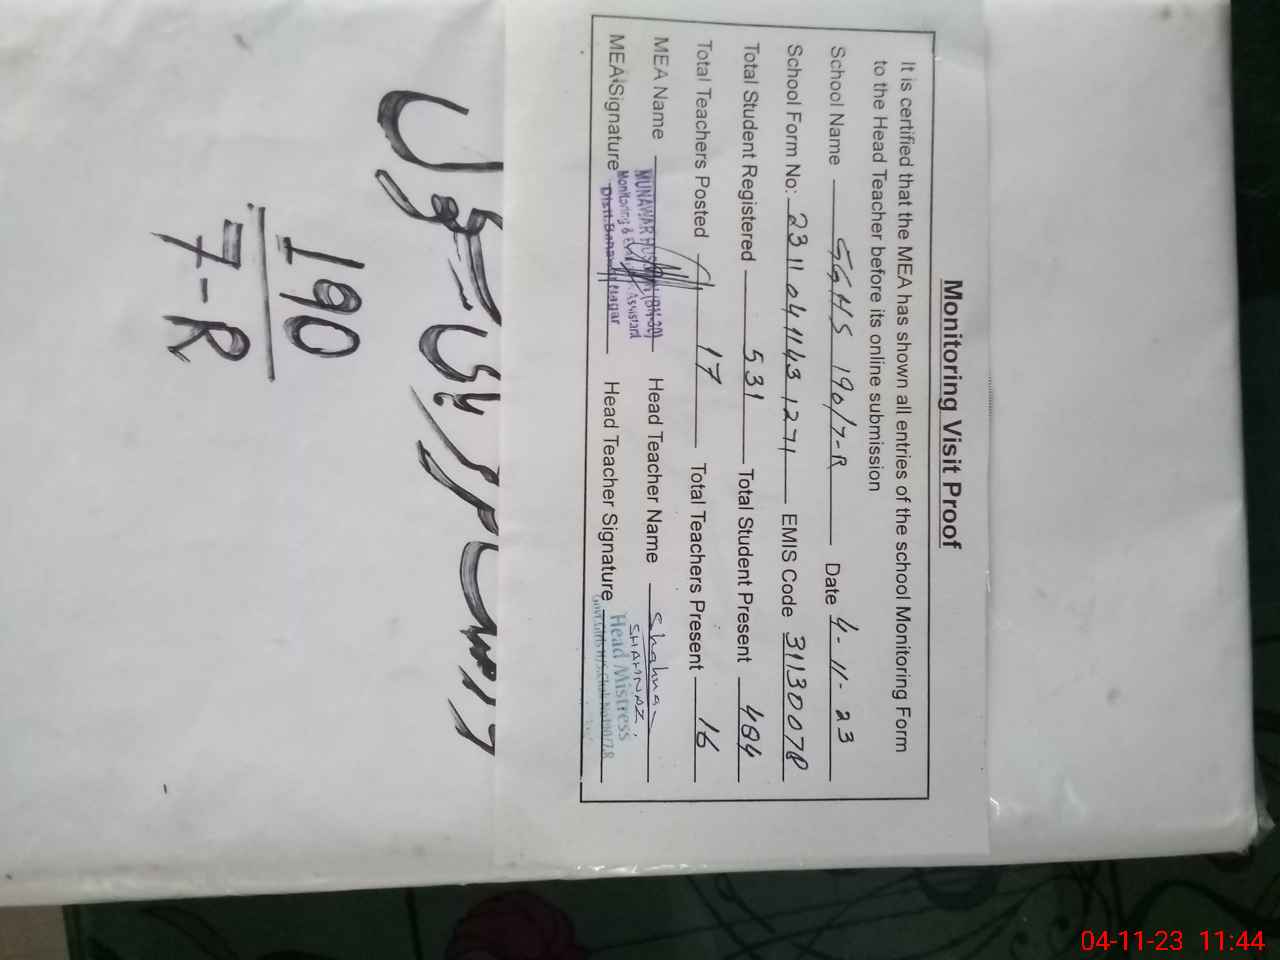 Monitoring Visit Proof
It is certified that the MEA has shown all entries of the school Monitoring Form
to the Head Teacher before its online submission
School Name GGHS 190/7-R Date 4-11-23
School Form No: 2311041143 1271 EMIS Code 31130078
Total Student Registered 531 Total Student Present 484
Total Teachers Posted 17 Total Teachers Present 16
MEA Name MUNAWAR Head Teacher Name Shahnaz
SHAHNAZ
MEA Signature Monitoring & Assistant Head Teacher Signature Head Mistress
190
7-R
04-11-23 11:44